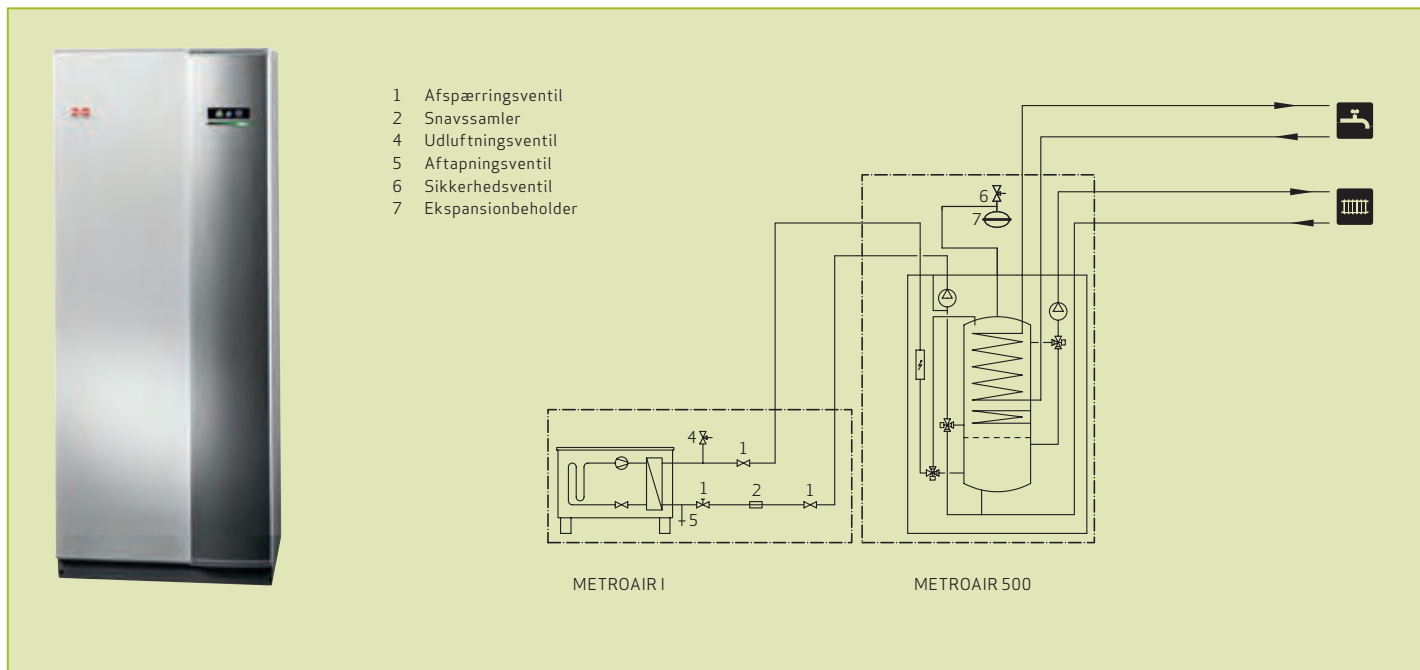 1 Afspærringsventil
2 Snavssamler
4 Udluftningsventil
5 Aftapningsventil
6 Sikkerhedsventil
7 Ekspansionbeholder
6
7
4
1
1
2
1
5
METROAIR I
METROAIR 500